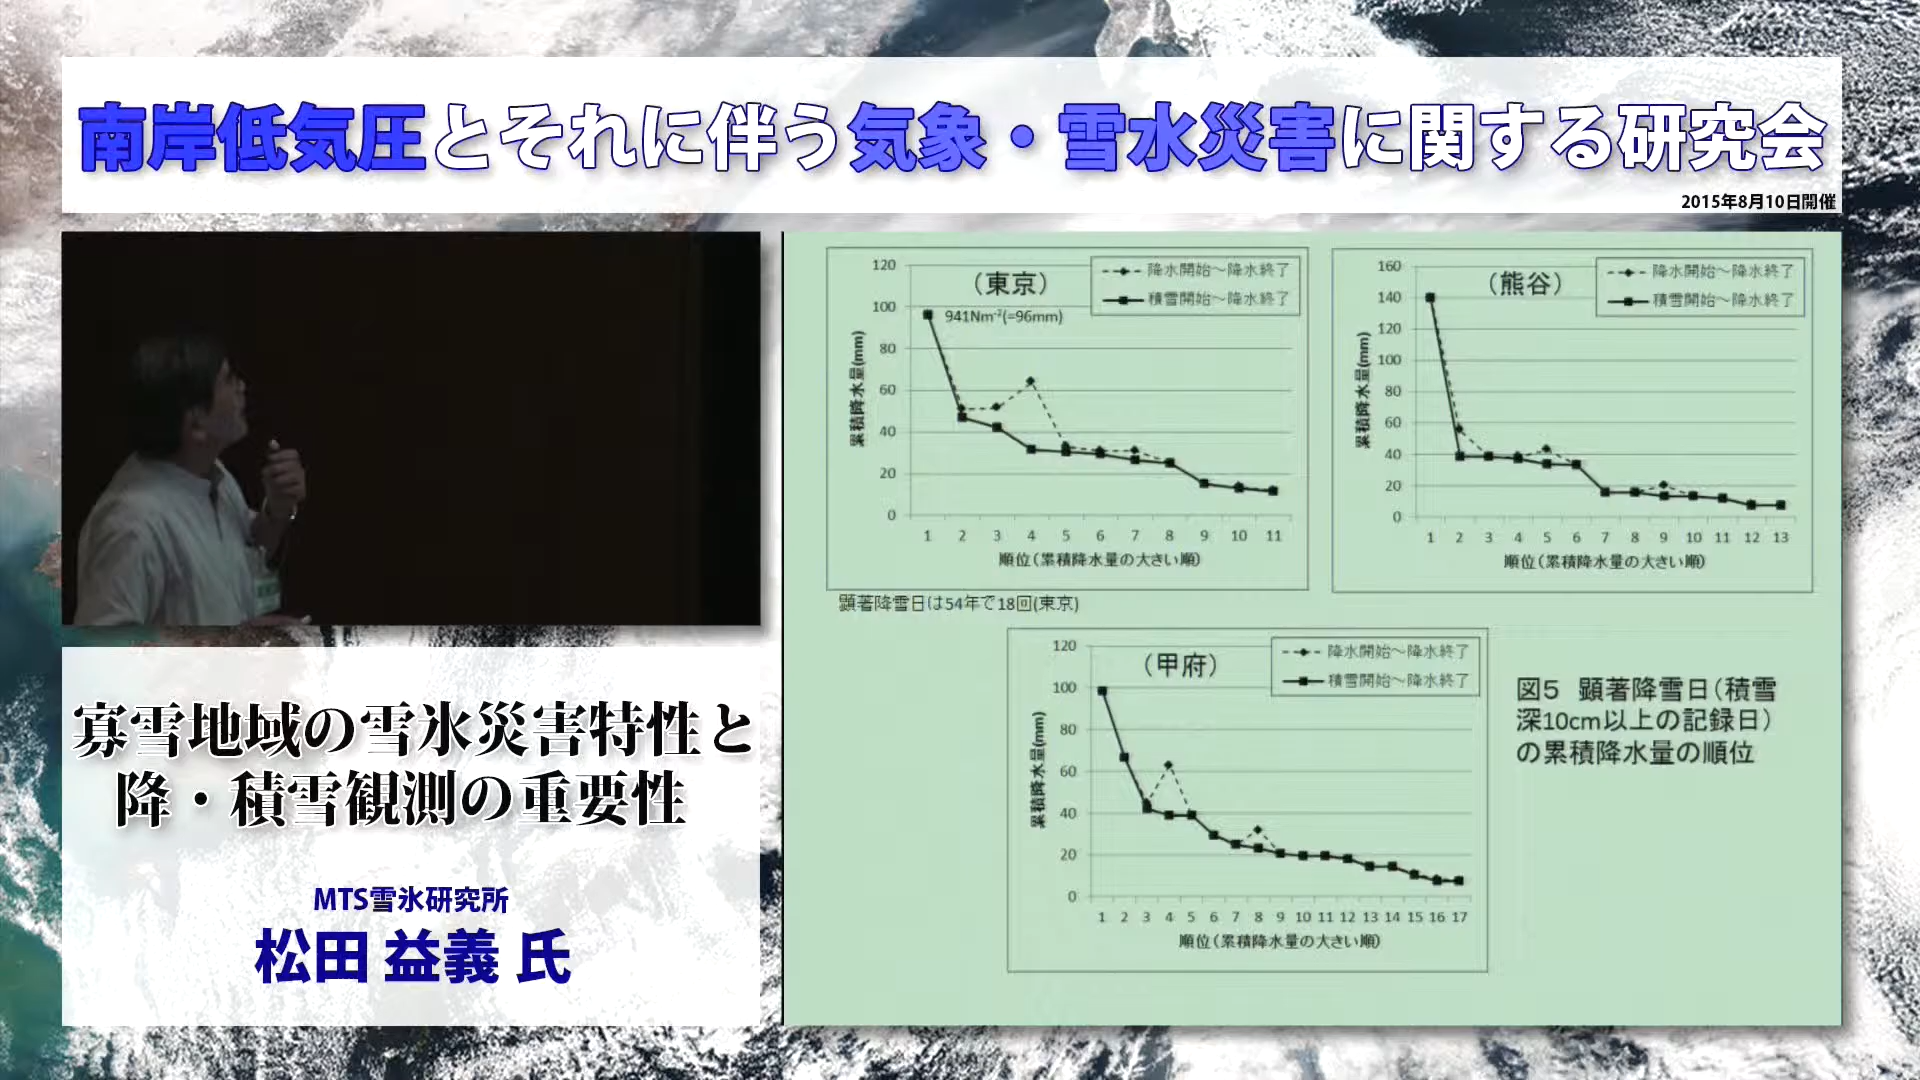 南岸低気圧とそれに伴う気象・雪水災害に関する研究会
2015年8月10日開催
寡雪地域の雪氷災害特性と
降・積雪観測の重要性
MTS雪氷研究所
松田 益義 氏
(東京)
降水開始～降水終了
積雪開始～降水終了
941Nm-2(=96mm)
累積降水量(mm)
120
100
80
60
40
20
0
1 2 3 4 5 6 7 8 9 10 11
順位(累積降水量の大きい順)
顕著降雪日は54年で18回(東京)
(熊谷)
降水開始～降水終了
積雪開始～降水終了
累積降水量(mm)
160
140
120
100
80
60
40
20
0
1 2 3 4 5 6 7 8 9 10 11 12 13
順位(累積降水量の大きい順)
(甲府)
降水開始～降水終了
積雪開始～降水終了
累積降水量(mm)
120
100
80
60
40
20
0
1 2 3 4 5 6 7 8 9 10 11 12 13 14 15 16 17
順位(累積降水量の大きい順)
図5 顕著降雪日(積雪
深10cm以上の記録日)
の累積降水量の順位